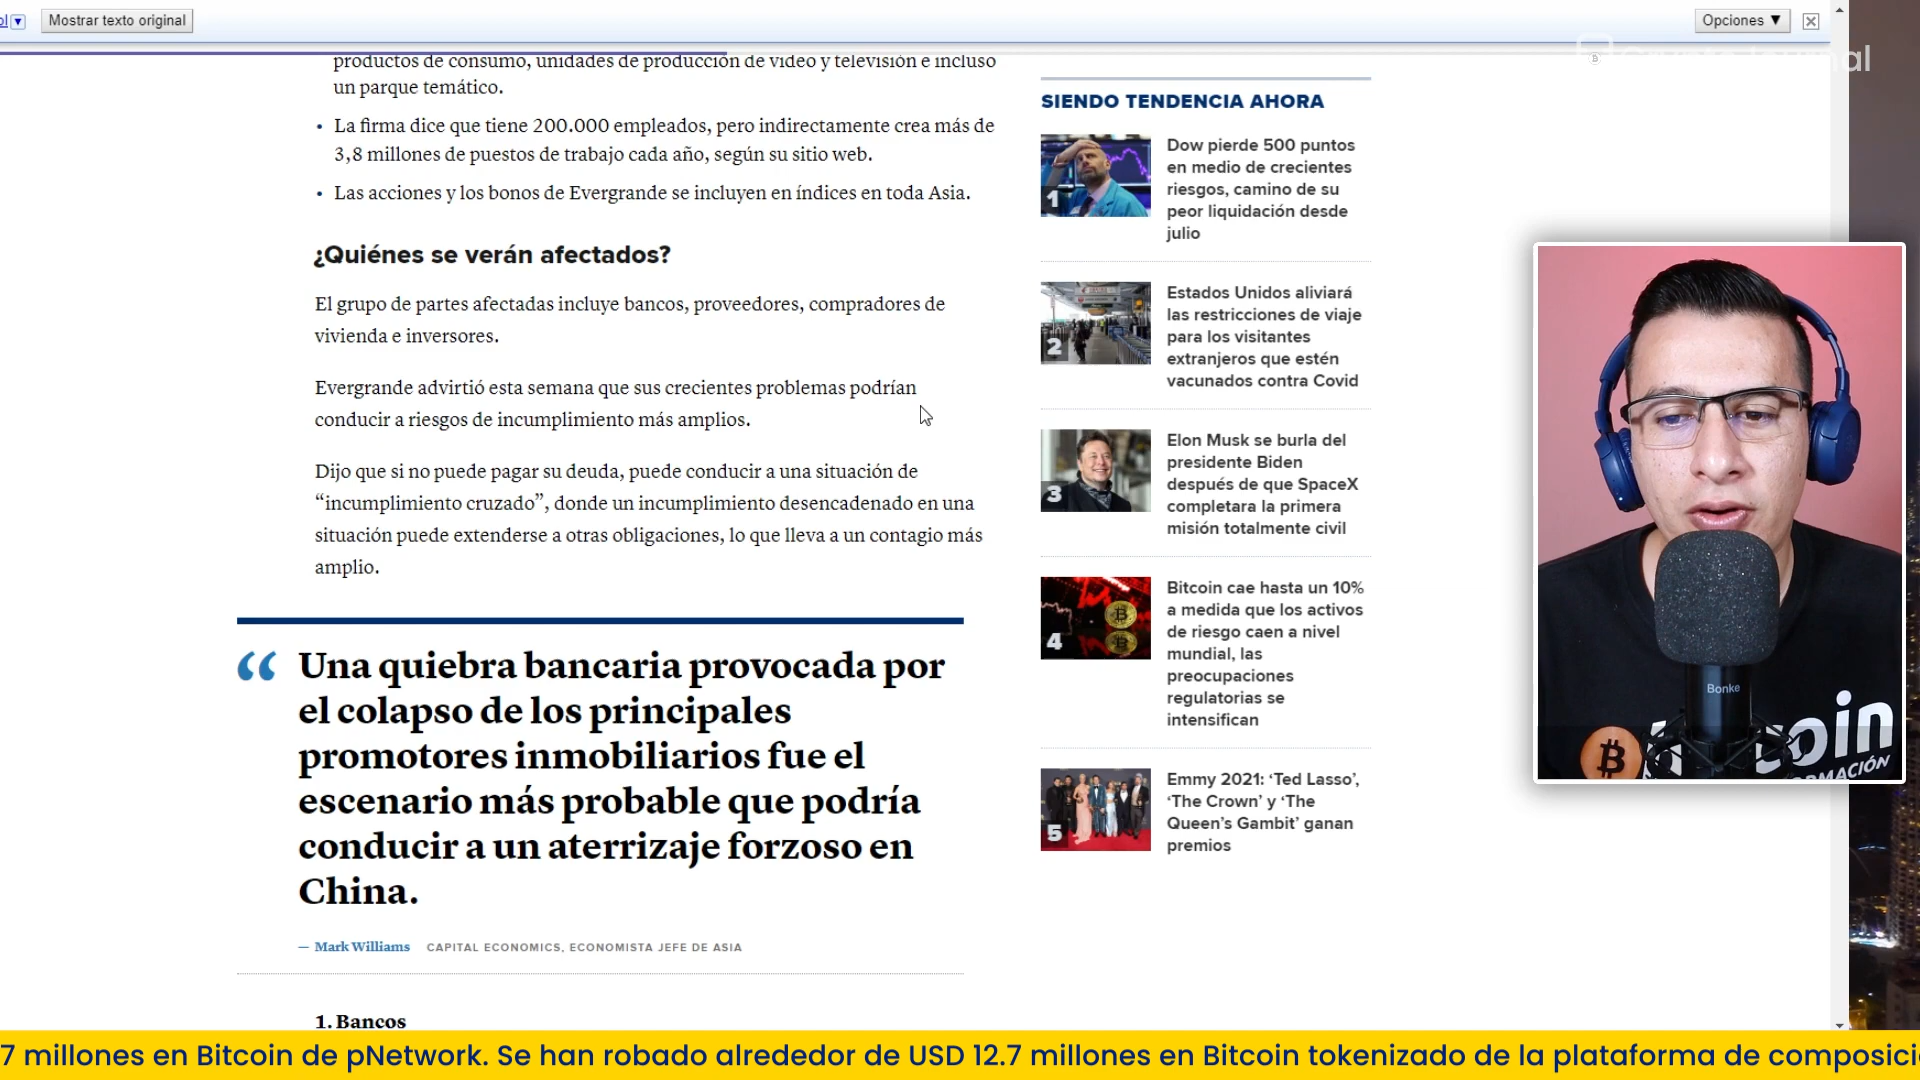 ol ▼ Mostrar texto original
Opciones ▼
productos de consumo, unidades de producción de video y televisión e incluso
un parque temático.
• La firma dice que tiene 200.000 empleados, pero indirectamente crea más de
3,8 millones de puestos de trabajo cada año, según su sitio web.
• Las acciones y los bonos de Evergrande se incluyen en índices en toda Asia.
¿Quiénes se verán afectados?
El grupo de partes afectadas incluye bancos, proveedores, compradores de
vivienda e inversores.
Evergrande advirtió esta semana que sus crecientes problemas podrían
conducir a riesgos de incumplimiento más amplios.
Dijo que si no puede pagar su deuda, puede conducir a una situación de
“incumplimiento cruzado”, donde un incumplimiento desencadenado en una
situación puede extenderse a otras obligaciones, lo que lleva a un contagio más
amplio.
“ Una quiebra bancaria provocada por
el colapso de los principales
promotores inmobiliarios fue el
escenario más probable que podría
conducir a un aterrizaje forzoso en
China.
— Mark Williams CAPITAL ECONOMICS, ECONOMISTA JEFE DE ASIA
1. Bancos
SIENDO TENDENCIA AHORA
1
Dow pierde 500 puntos
en medio de crecientes
riesgos, camino de su
peor liquidación desde
julio
2
Estados Unidos aliviará
las restricciones de viaje
para los visitantes
extranjeros que estén
vacunados contra Covid
3
Elon Musk se burla del
presidente Biden
después de que SpaceX
completara la primera
misión totalmente civil
4
Bitcoin cae hasta un 10%
a medida que los activos
de riesgo caen a nivel
mundial, las
preocupaciones
regulatorias se
intensifican
5
Emmy 2021: ‘Ted Lasso’,
‘The Crown’ y ‘The
Queen’s Gambit’ ganan
premios
Bonke
7 millones en Bitcoin de pNetwork. Se han robado alrededor de USD 12.7 millones en Bitcoin tokenizado de la plataforma de composici